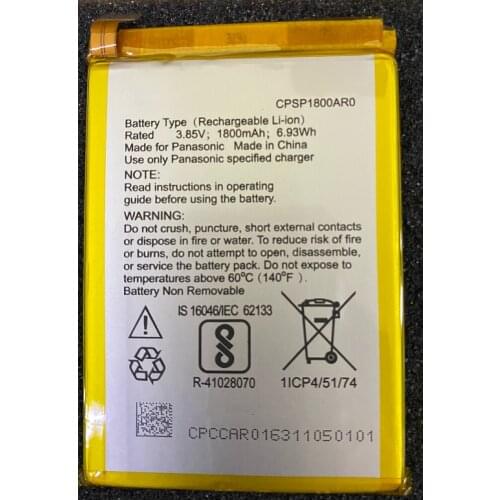 CPSP1800AR0
Battery Type (Rechargeable Li-ion)
Rated 3.85V; 1800mAh; 6.93Wh
Made for Panasonic Made in China
Use only Panasonic specified charger
NOTE:
Read instructions in operating
guide before using the battery.
WARNING:
Do not crush, puncture, short external contacts
or dispose in fire or water. To reduce risk of fire
or burns, do not attempt to open, disassemble,
or service the battery pack. Do not expose to
temperatures above 60°C (140°F)
Battery Non Removable
IS 16046/IEC 62133
R-41028070
1ICP4/51/74
CPCCAR016311050101